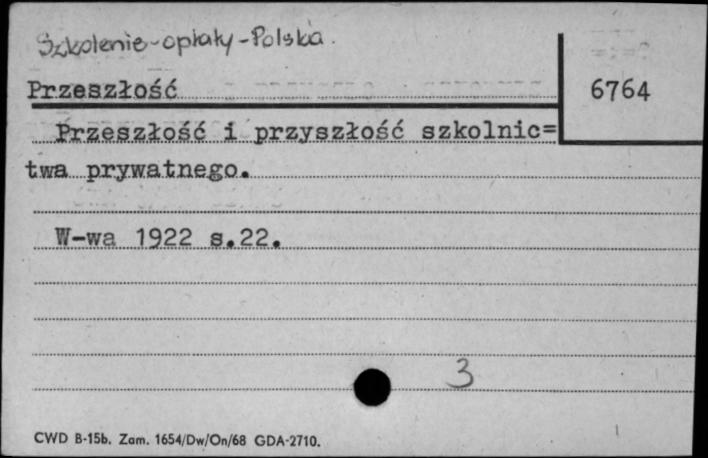 Szkolenie-opłaty-Polska.
Przeszłość
6764
Przeszłość i przyszłość szkolnic=
twa prywatnego.
W-wa 1922 s.22.
3
CWD B-15b. Zam. 1654/Dw/On/68 GDA-2710.